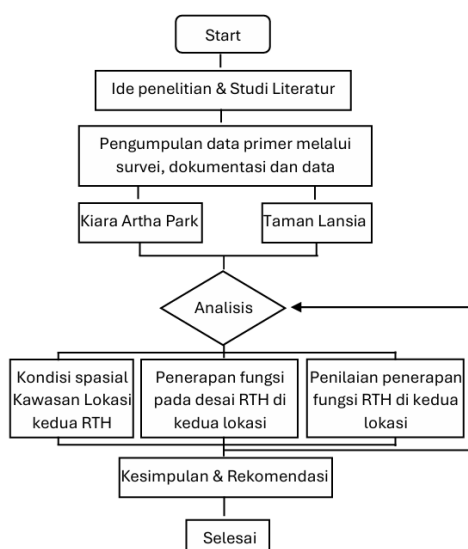 Start
Ide penelitian & Studi Literatur
Pengumpulan data primer melalui
survei, dokumentasi dan data
Kiara Artha Park
Taman Lansia
Analisis
Kondisi spasial
Kawasan Lokasi
kedua RTH
Penerapan fungsi
pada desai RTH di
kedua lokasi
Penilaian penerapan
fungsi RTH di kedua
lokasi
Kesimpulan & Rekomendasi
Selesai